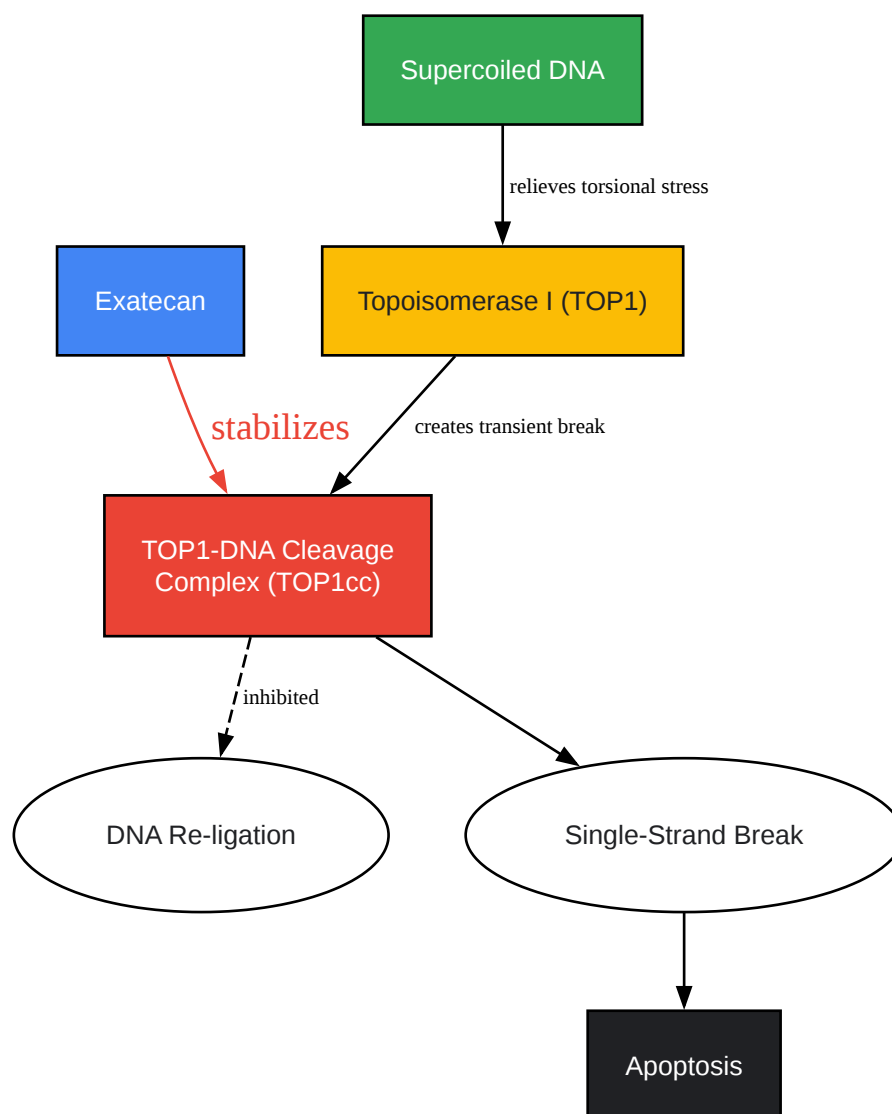 Supercoiled DNA
relieves torsional stress
Exatecan
Topoisomerase I (TOP1)
stabilizes
creates transient break
TOP1-DNA Cleavage
Complex (TOP1cc)
inhibited
DNA Re-ligation
Single-Strand Break
Apoptosis